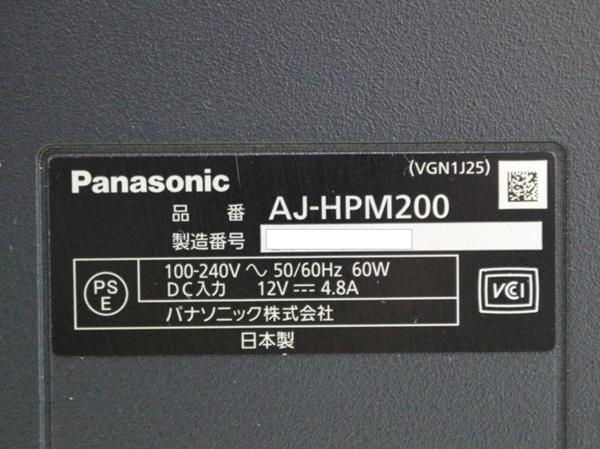 (VGN1J25)
Panasonic
品 番 AJ-HPM200
製造番号
PS
E
100-240V ～ 50/60Hz 60W
DC入力 12V ⎓ 4.8A
パナソニック株式会社
VCI
日本製